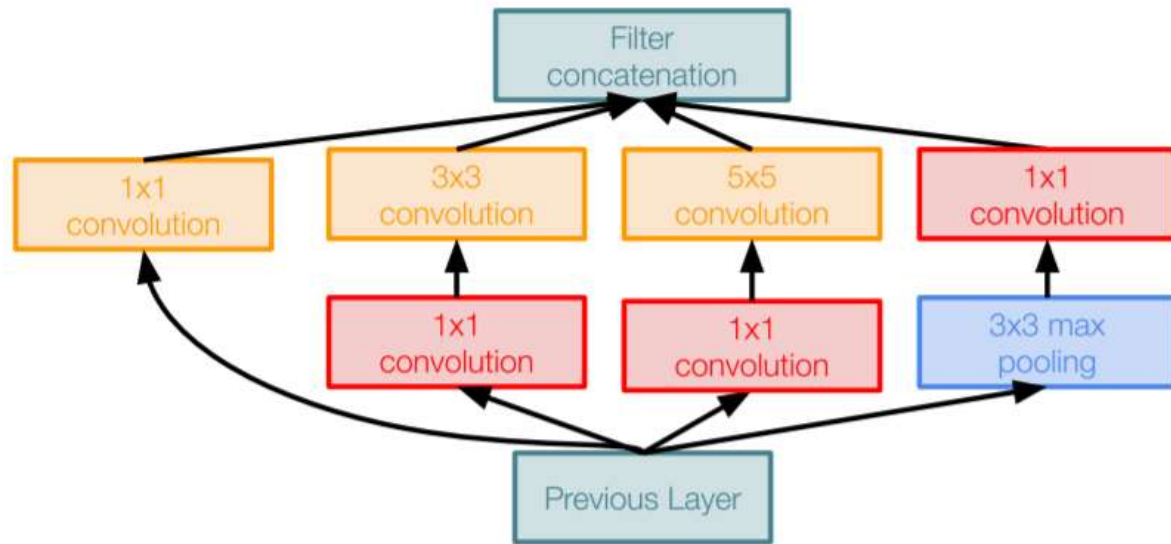 Filter
concatenation
1x1
convolution
3x3
convolution
5x5
convolution
1x1
convolution
1x1
convolution
1x1
convolution
3x3 max
pooling
Previous Layer